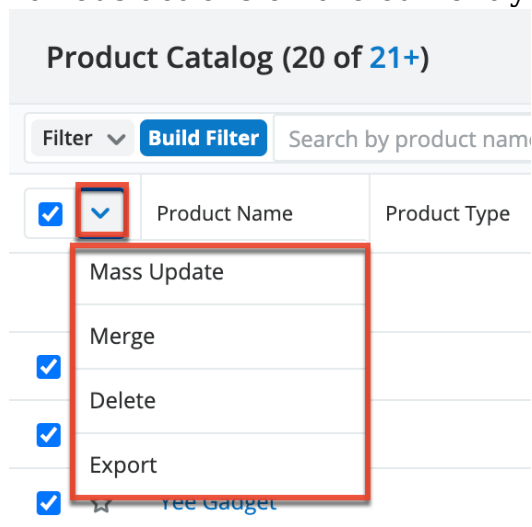 Product Catalog (20 of 21+)
Filter Build Filter Search by product name
Product Name Product Type
Mass Update
Merge
Delete
Export
Yee Gadget